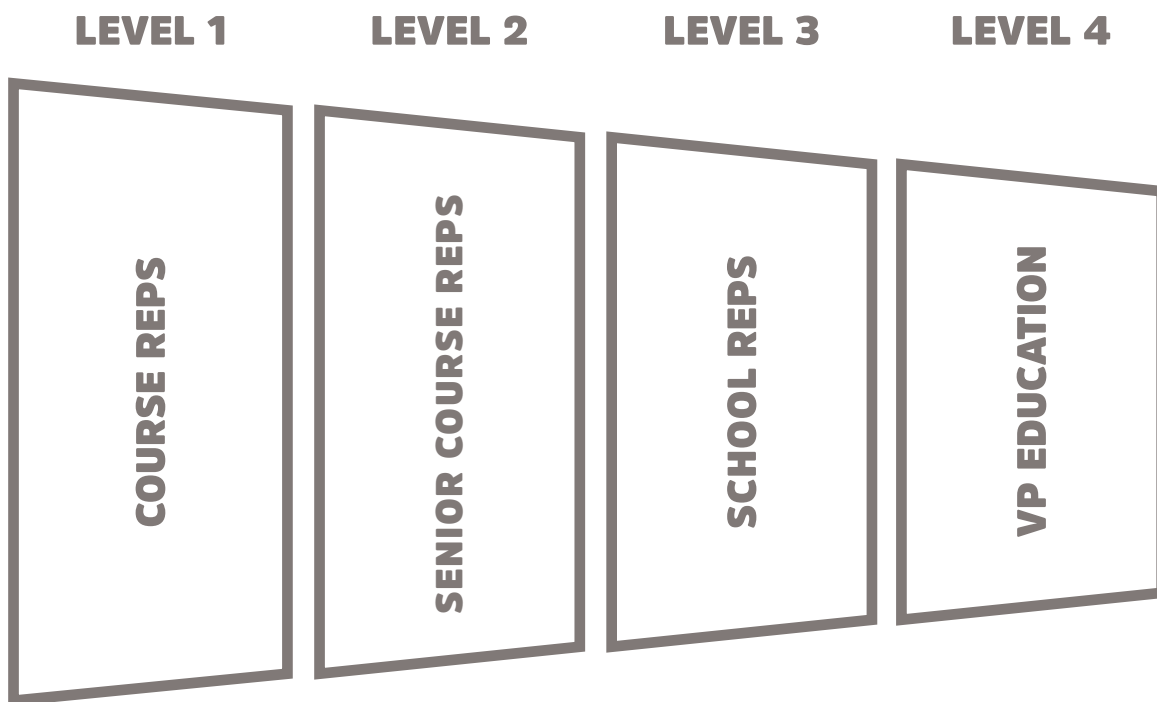 LEVEL 1
LEVEL 2
LEVEL 3
LEVEL 4
COURSE REPS
SENIOR COURSE REPS
SCHOOL REPS
VP EDUCATION